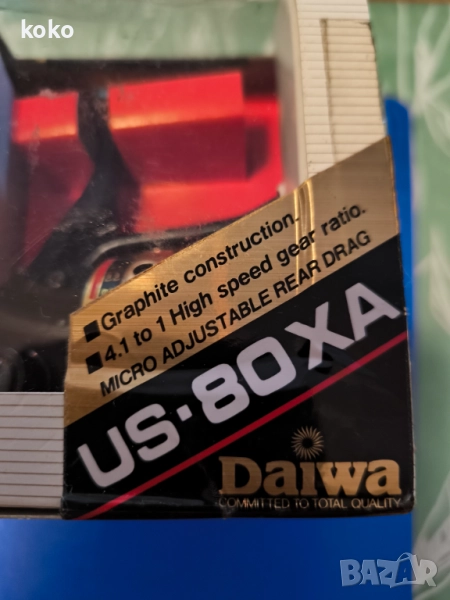 koko
■ Graphite construction.
■ 4.1 to 1 High speed gear ratio.
MICRO ADJUSTABLE REAR DRAG
US·80XA
Daiwa
COMMITTED TO TOTAL QUALITY
BAZAR